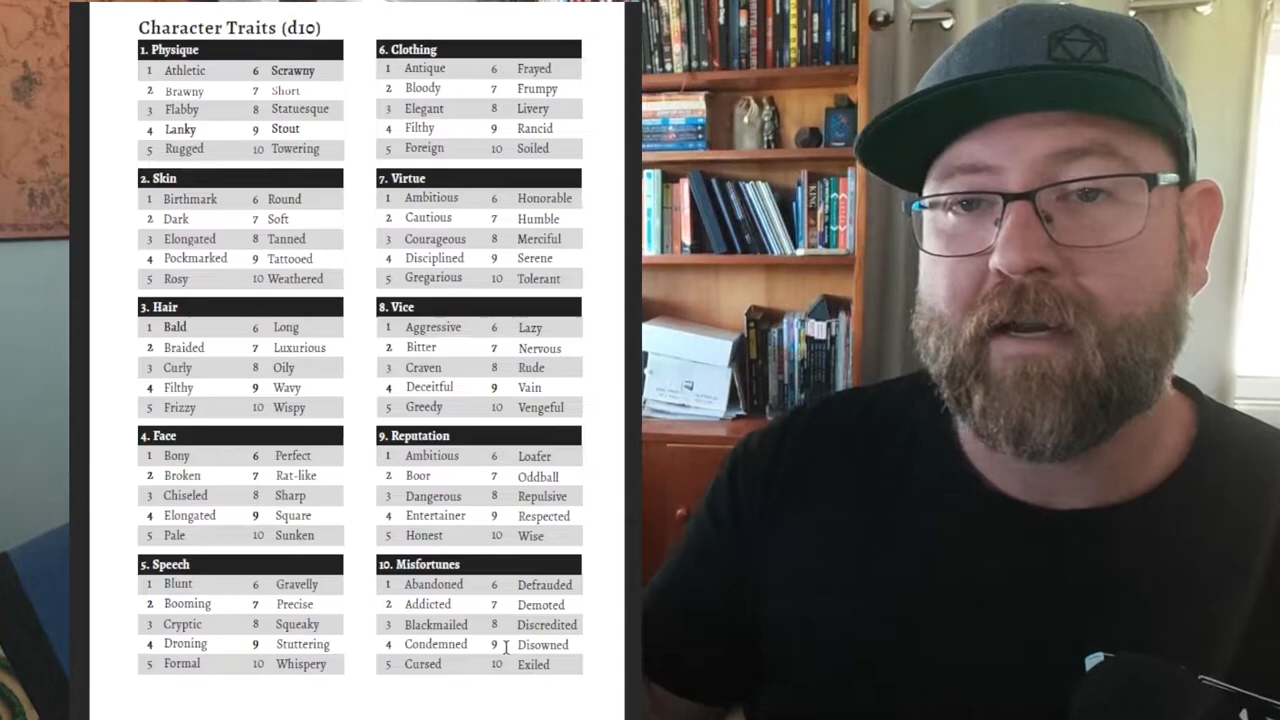 Character Traits (d10)
1. Physique
1 Athletic 6 Scrawny
2 Brawny 7 Short
3 Flabby 8 Statuesque
4 Lanky 9 Stout
5 Rugged 10 Towering
2. Skin
1 Birthmark 6 Round
2 Dark 7 Soft
3 Elongated 8 Tanned
4 Pockmarked 9 Tattooed
5 Rosy 10 Weathered
3. Hair
1 Bald 6 Long
2 Braided 7 Luxurious
3 Curly 8 Oily
4 Filthy 9 Wavy
5 Frizzy 10 Wispy
4. Face
1 Bony 6 Perfect
2 Broken 7 Rat-like
3 Chiseled 8 Sharp
4 Elongated 9 Square
5 Pale 10 Sunken
5. Speech
1 Blunt 6 Gravelly
2 Booming 7 Precise
3 Cryptic 8 Squeaky
4 Droning 9 Stuttering
5 Formal 10 Whispery
6. Clothing
1 Antique 6 Frayed
2 Bloody 7 Frumpy
3 Elegant 8 Livery
4 Filthy 9 Rancid
5 Foreign 10 Soiled
7. Virtue
1 Ambitious 6 Honorable
2 Cautious 7 Humble
3 Courageous 8 Merciful
4 Disciplined 9 Serene
5 Gregarious 10 Tolerant
8. Vice
1 Aggressive 6 Lazy
2 Bitter 7 Nervous
3 Craven 8 Rude
4 Deceitful 9 Vain
5 Greedy 10 Vengeful
9. Reputation
1 Ambitious 6 Loafer
2 Boor 7 Oddball
3 Dangerous 8 Repulsive
4 Entertainer 9 Respected
5 Honest 10 Wise
10. Misfortunes
1 Abandoned 6 Defrauded
2 Addicted 7 Demoted
3 Blackmailed 8 Discredited
4 Condemned 9 Disowned
5 Cursed 10 Exiled
KING